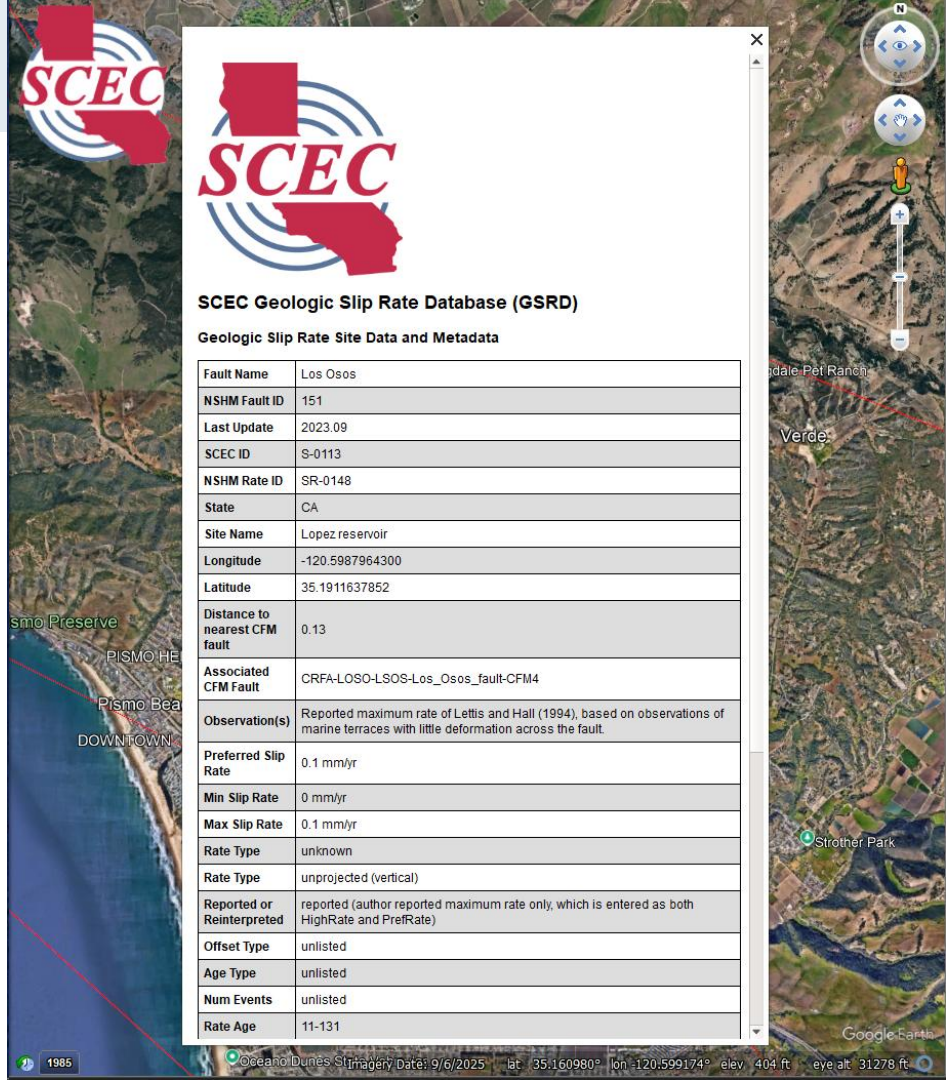 N
SCEC
SCEC
SCEC Geologic Slip Rate Database (GSRD)
Geologic Slip Rate Site Data and Metadata
Fault Name Los Osos
NSHM Fault ID 151
Last Update 2023.09
SCEC ID S-0113
NSHM Rate ID SR-0148
State CA
Site Name Lopez reservoir
Longitude -120.5987964300
Latitude 35.1911637852
Distance to
nearest CFM
fault
0.13
Associated
CFM Fault
CRFA-LOSO-LSOS-Los_Osos_fault-CFM4
Observation(s)
Reported maximum rate of Lettis and Hall (1994), based on observations of
marine terraces with little deformation across the fault.
Preferred Slip
Rate
0.1 mm/yr
Min Slip Rate 0 mm/yr
Max Slip Rate 0.1 mm/yr
Rate Type unknown
Rate Type unprojected (vertical)
Reported or
Reinterpreted
reported (author reported maximum rate only, which is entered as both
HighRate and PrefRate)
Offset Type unlisted
Age Type unlisted
Num Events unlisted
Rate Age 11-131
dale Pet Ranch
Verde
smo Preserve
PISMO HE
Pismo Bea
DOWNTOWN
Strother Park
Google Earth
1985
Oceano Dunes St
Imagery Date: 9/6/2025 lat 35.160980° lon -120.599174° elev 404 ft eye alt 31278 ft